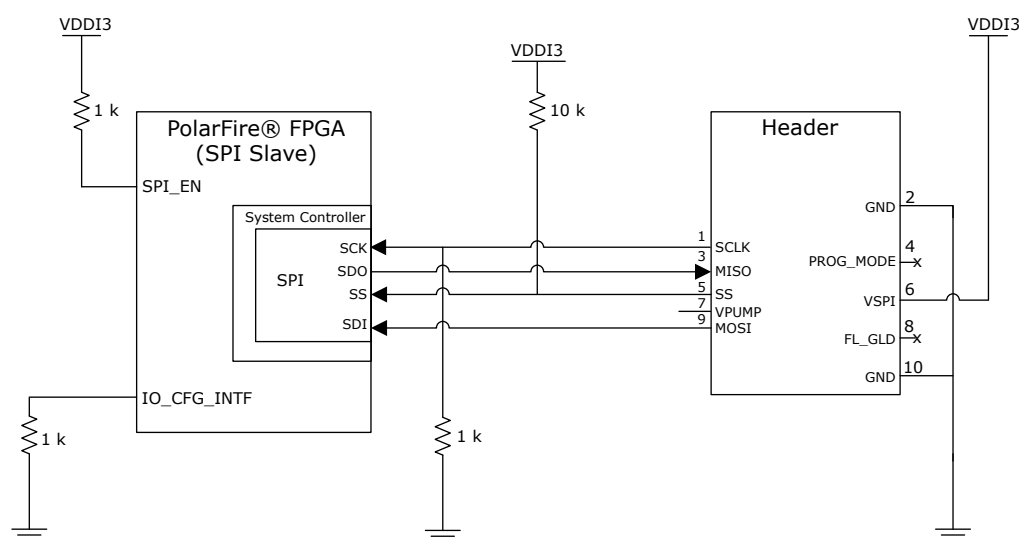 VDDI3
VDDI3
VDDI3
1 k
10 k
PolarFire® FPGA
(SPI Slave)
Header
SPI_EN
System Controller
SPI
SCK
SDO
SS
SDI
IO_CFG_INTF
1 k
1 k
1
SCLK
3
MISO
5
SS
7
VPUMP
9
MOSI
GND
2
PROG_MODE
4
x
VSPI
6
FL_GLD
8
x
GND
10